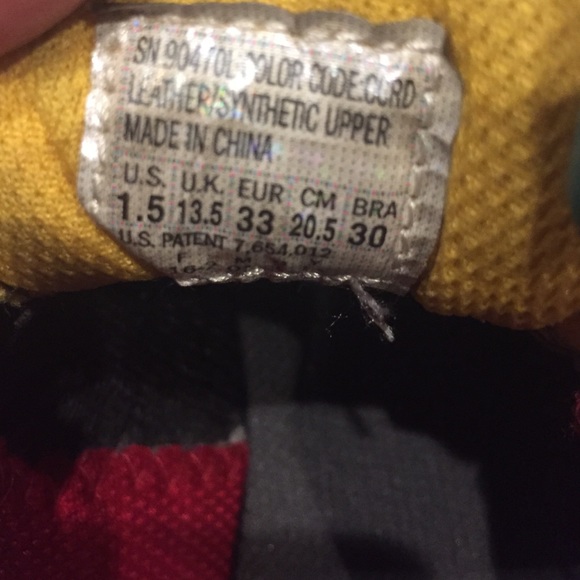 SN 90470L COLOR CODE:CORD
LEATHER/SYNTHETIC UPPER
MADE IN CHINA
U.S. U.K. EUR CM BRA
1.5 13.5 33 20.5 30
U.S. PATENT 7,654,012